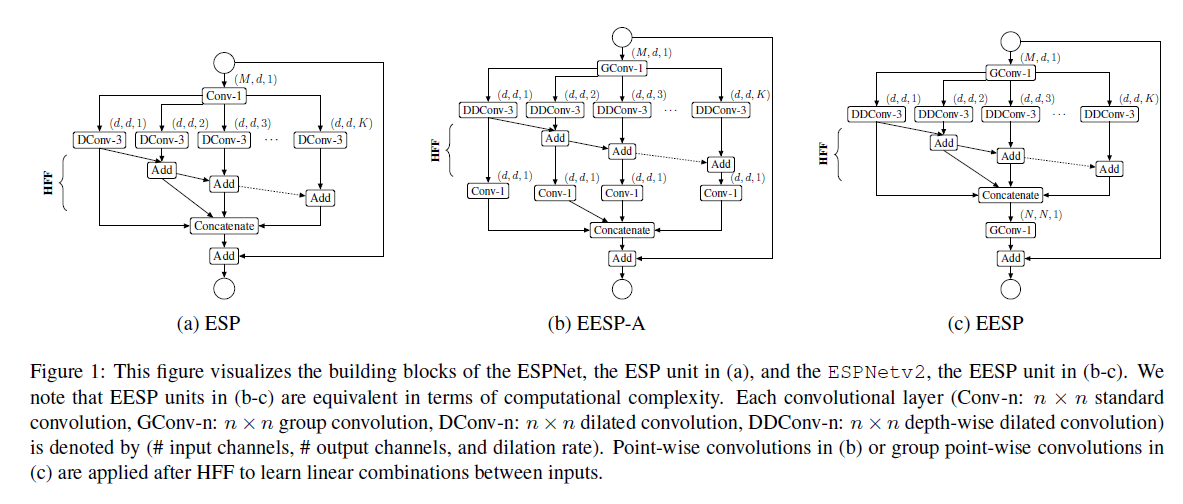 (M, d, 1)
Conv-1
(d, d, 1) (d, d, 2) (d, d, 3) (d, d, K)
DConv-3 DConv-3 DConv-3 ... DConv-3
HFF
Add
Add
Add
Concatenate
Add
(a) ESP
(M, d, 1)
GConv-1
(d, d, 1) (d, d, 2) (d, d, 3) (d, d, K)
DDConv-3 DDConv-3 DDConv-3 ... DDConv-3
HFF
Add
Add
Add
(d, d, 1) (d, d, 1) (d, d, 1) (d, d, 1)
Conv-1 Conv-1 Conv-1 Conv-1
Concatenate
Add
(b) EESP-A
(M, d, 1)
GConv-1
(d, d, 1) (d, d, 2) (d, d, 3) (d, d, K)
DDConv-3 DDConv-3 DDConv-3 ... DDConv-3
HFF
Add
Add
Add
Concatenate
(N, N, 1)
GConv-1
Add
(c) EESP
Figure 1: This figure visualizes the building blocks of the ESPNet, the ESP unit in (a), and the ESPNetv2, the EESP unit in (b-c). We
note that EESP units in (b-c) are equivalent in terms of computational complexity. Each convolutional layer (Conv-n: n × n standard
convolution, GConv-n: n × n group convolution, DConv-n: n × n dilated convolution, DDConv-n: n × n depth-wise dilated convolution)
is denoted by (# input channels, # output channels, and dilation rate). Point-wise convolutions in (b) or group point-wise convolutions in
(c) are applied after HFF to learn linear combinations between inputs.